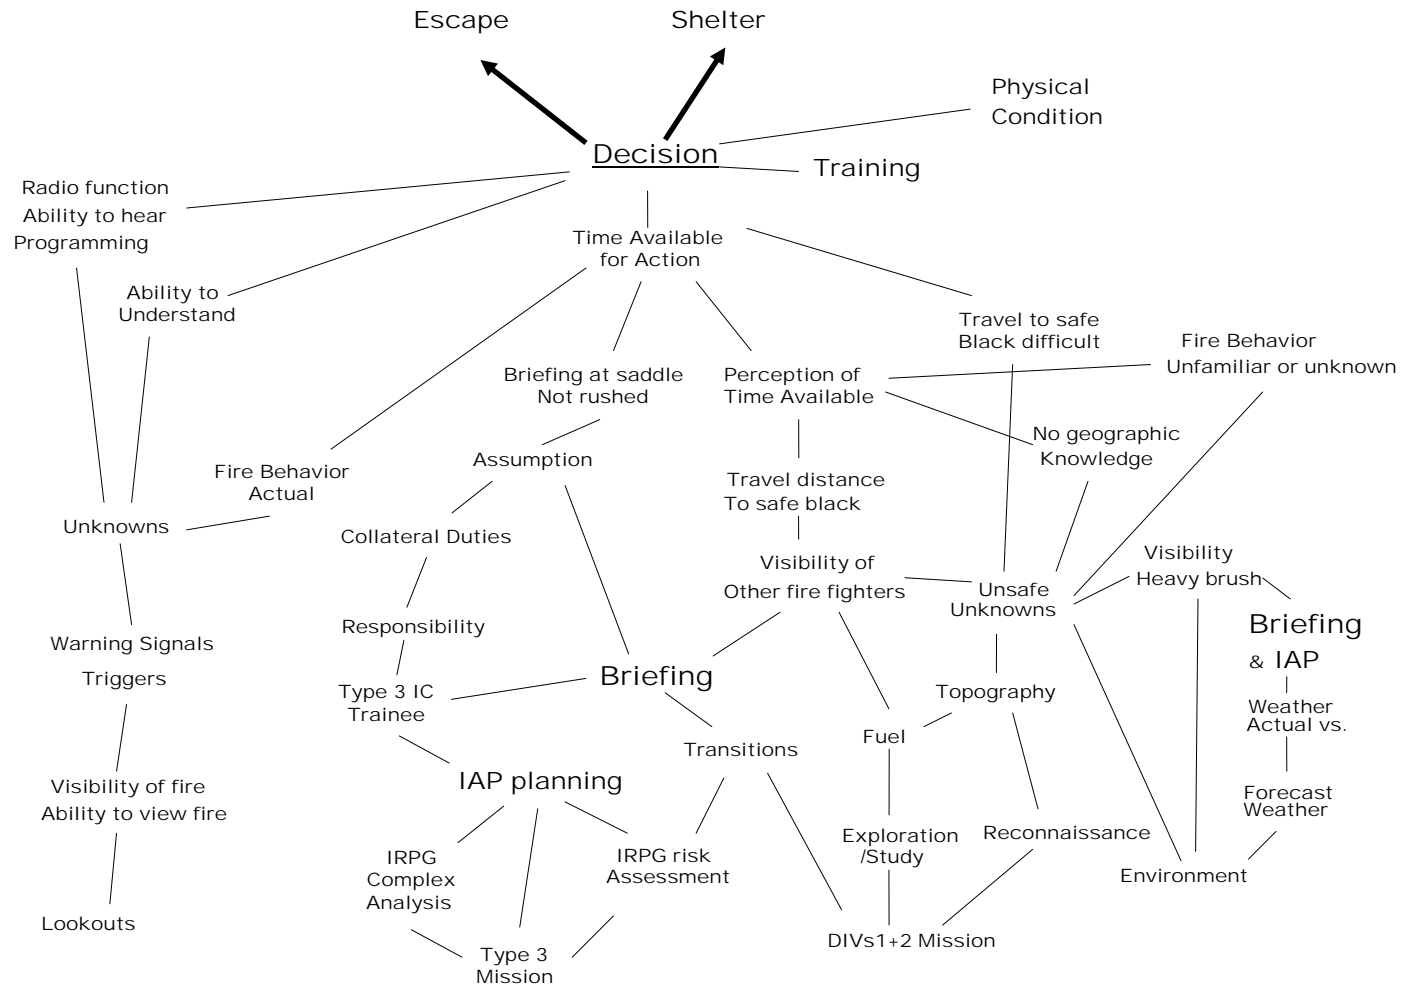 Escape
Shelter
Physical
Condition
Decision
Training
Radio function
Ability to hear
Programming
Time Available
for Action
Ability to
Understand
Travel to safe
Black difficult
Fire Behavior
Unfamiliar or unknown
Briefing at saddle
Not rushed
Perception of
Time Available
No geographic
Knowledge
Assumption
Fire Behavior
Actual
Travel distance
To safe black
Unknowns
Collateral Duties
Visibility of
Other fire fighters
Unsafe
Unknowns
Visibility
Heavy brush
Briefing
& IAP
Warning Signals
Triggers
Responsibility
Briefing
Type 3 IC
Trainee
Topography
Weather
Actual vs.
Fuel
Transitions
IAP planning
Visibility of fire
Ability to view fire
Forecast
Weather
Exploration
/Study
Reconnaissance
IRPG
Complex
Analysis
IRPG risk
Assessment
Environment
Lookouts
DIVs1+2 Mission
Type 3
Mission